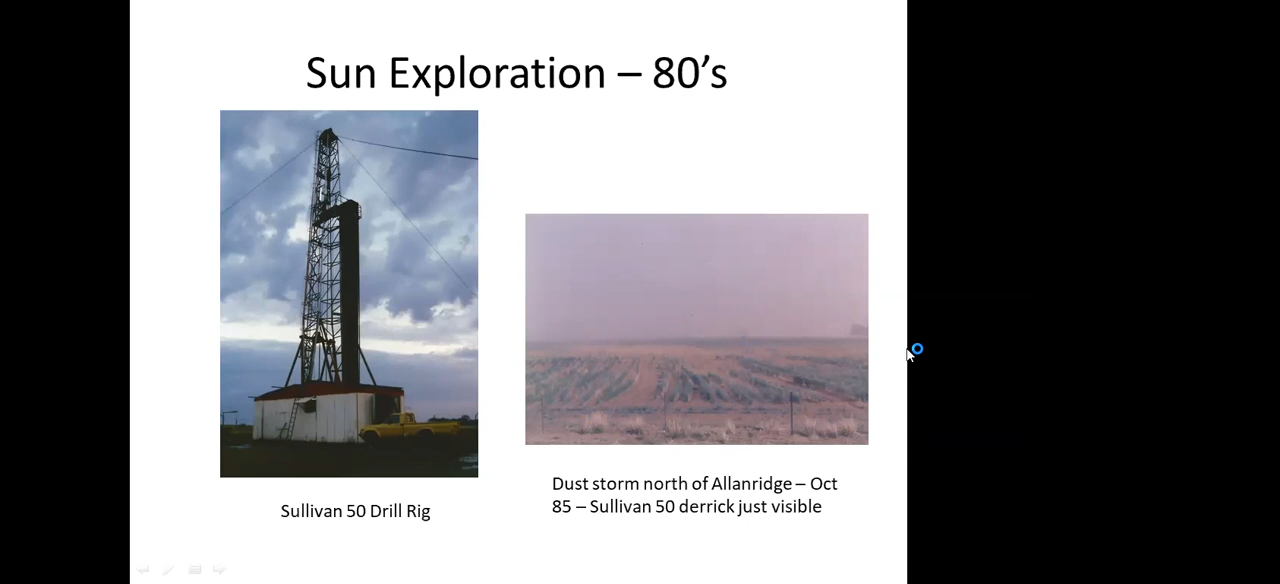 Sun Exploration – 80’s
Sullivan 50 Drill Rig
Dust storm north of Allanridge – Oct
85 – Sullivan 50 derrick just visible